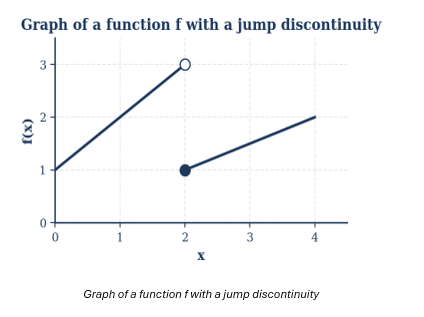 Graph of a function f with a jump discontinuity
3
2
1
0
f(x)
0 1 2 3 4
x
Graph of a function f with a jump discontinuity